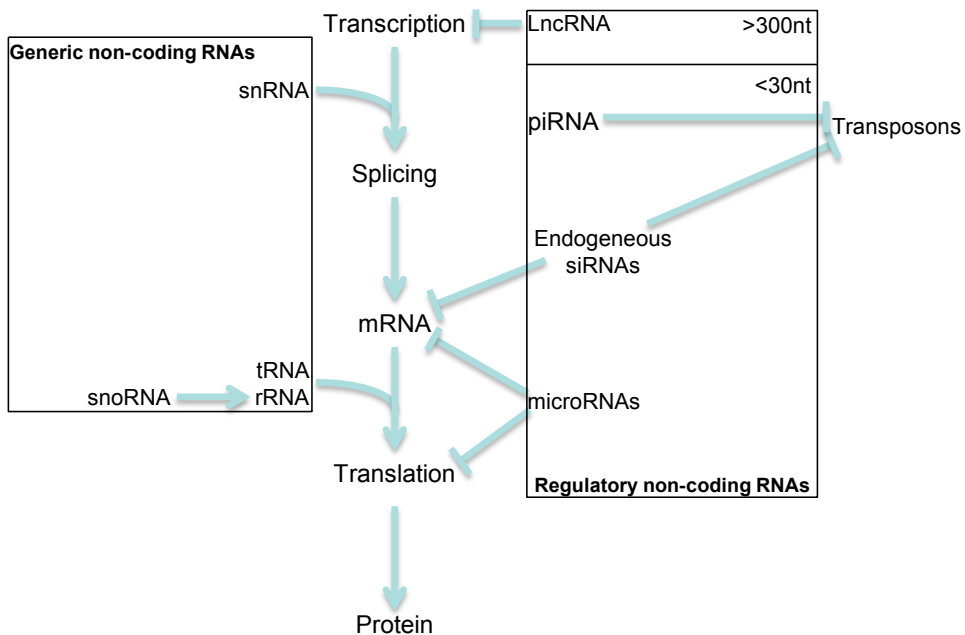 Transcription
LncRNA >300nt
Generic non-coding RNAs
snRNA
<30nt
piRNA
Transposons
Splicing
Endogeneous
siRNAs
mRNA
tRNA
snoRNA rRNA
microRNAs
Translation
Regulatory non-coding RNAs
Protein